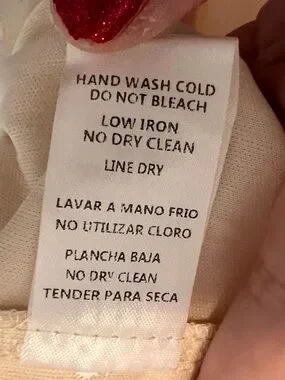 HAND WASH COLD
DO NOT BLEACH
LOW IRON
NO DRY CLEAN
LINE DRY
LAVAR A MANO FRIO
NO UTILIZAR CLORO
PLANCHA BAJA
NO DRY CLEAN
TENDER PARA SECA